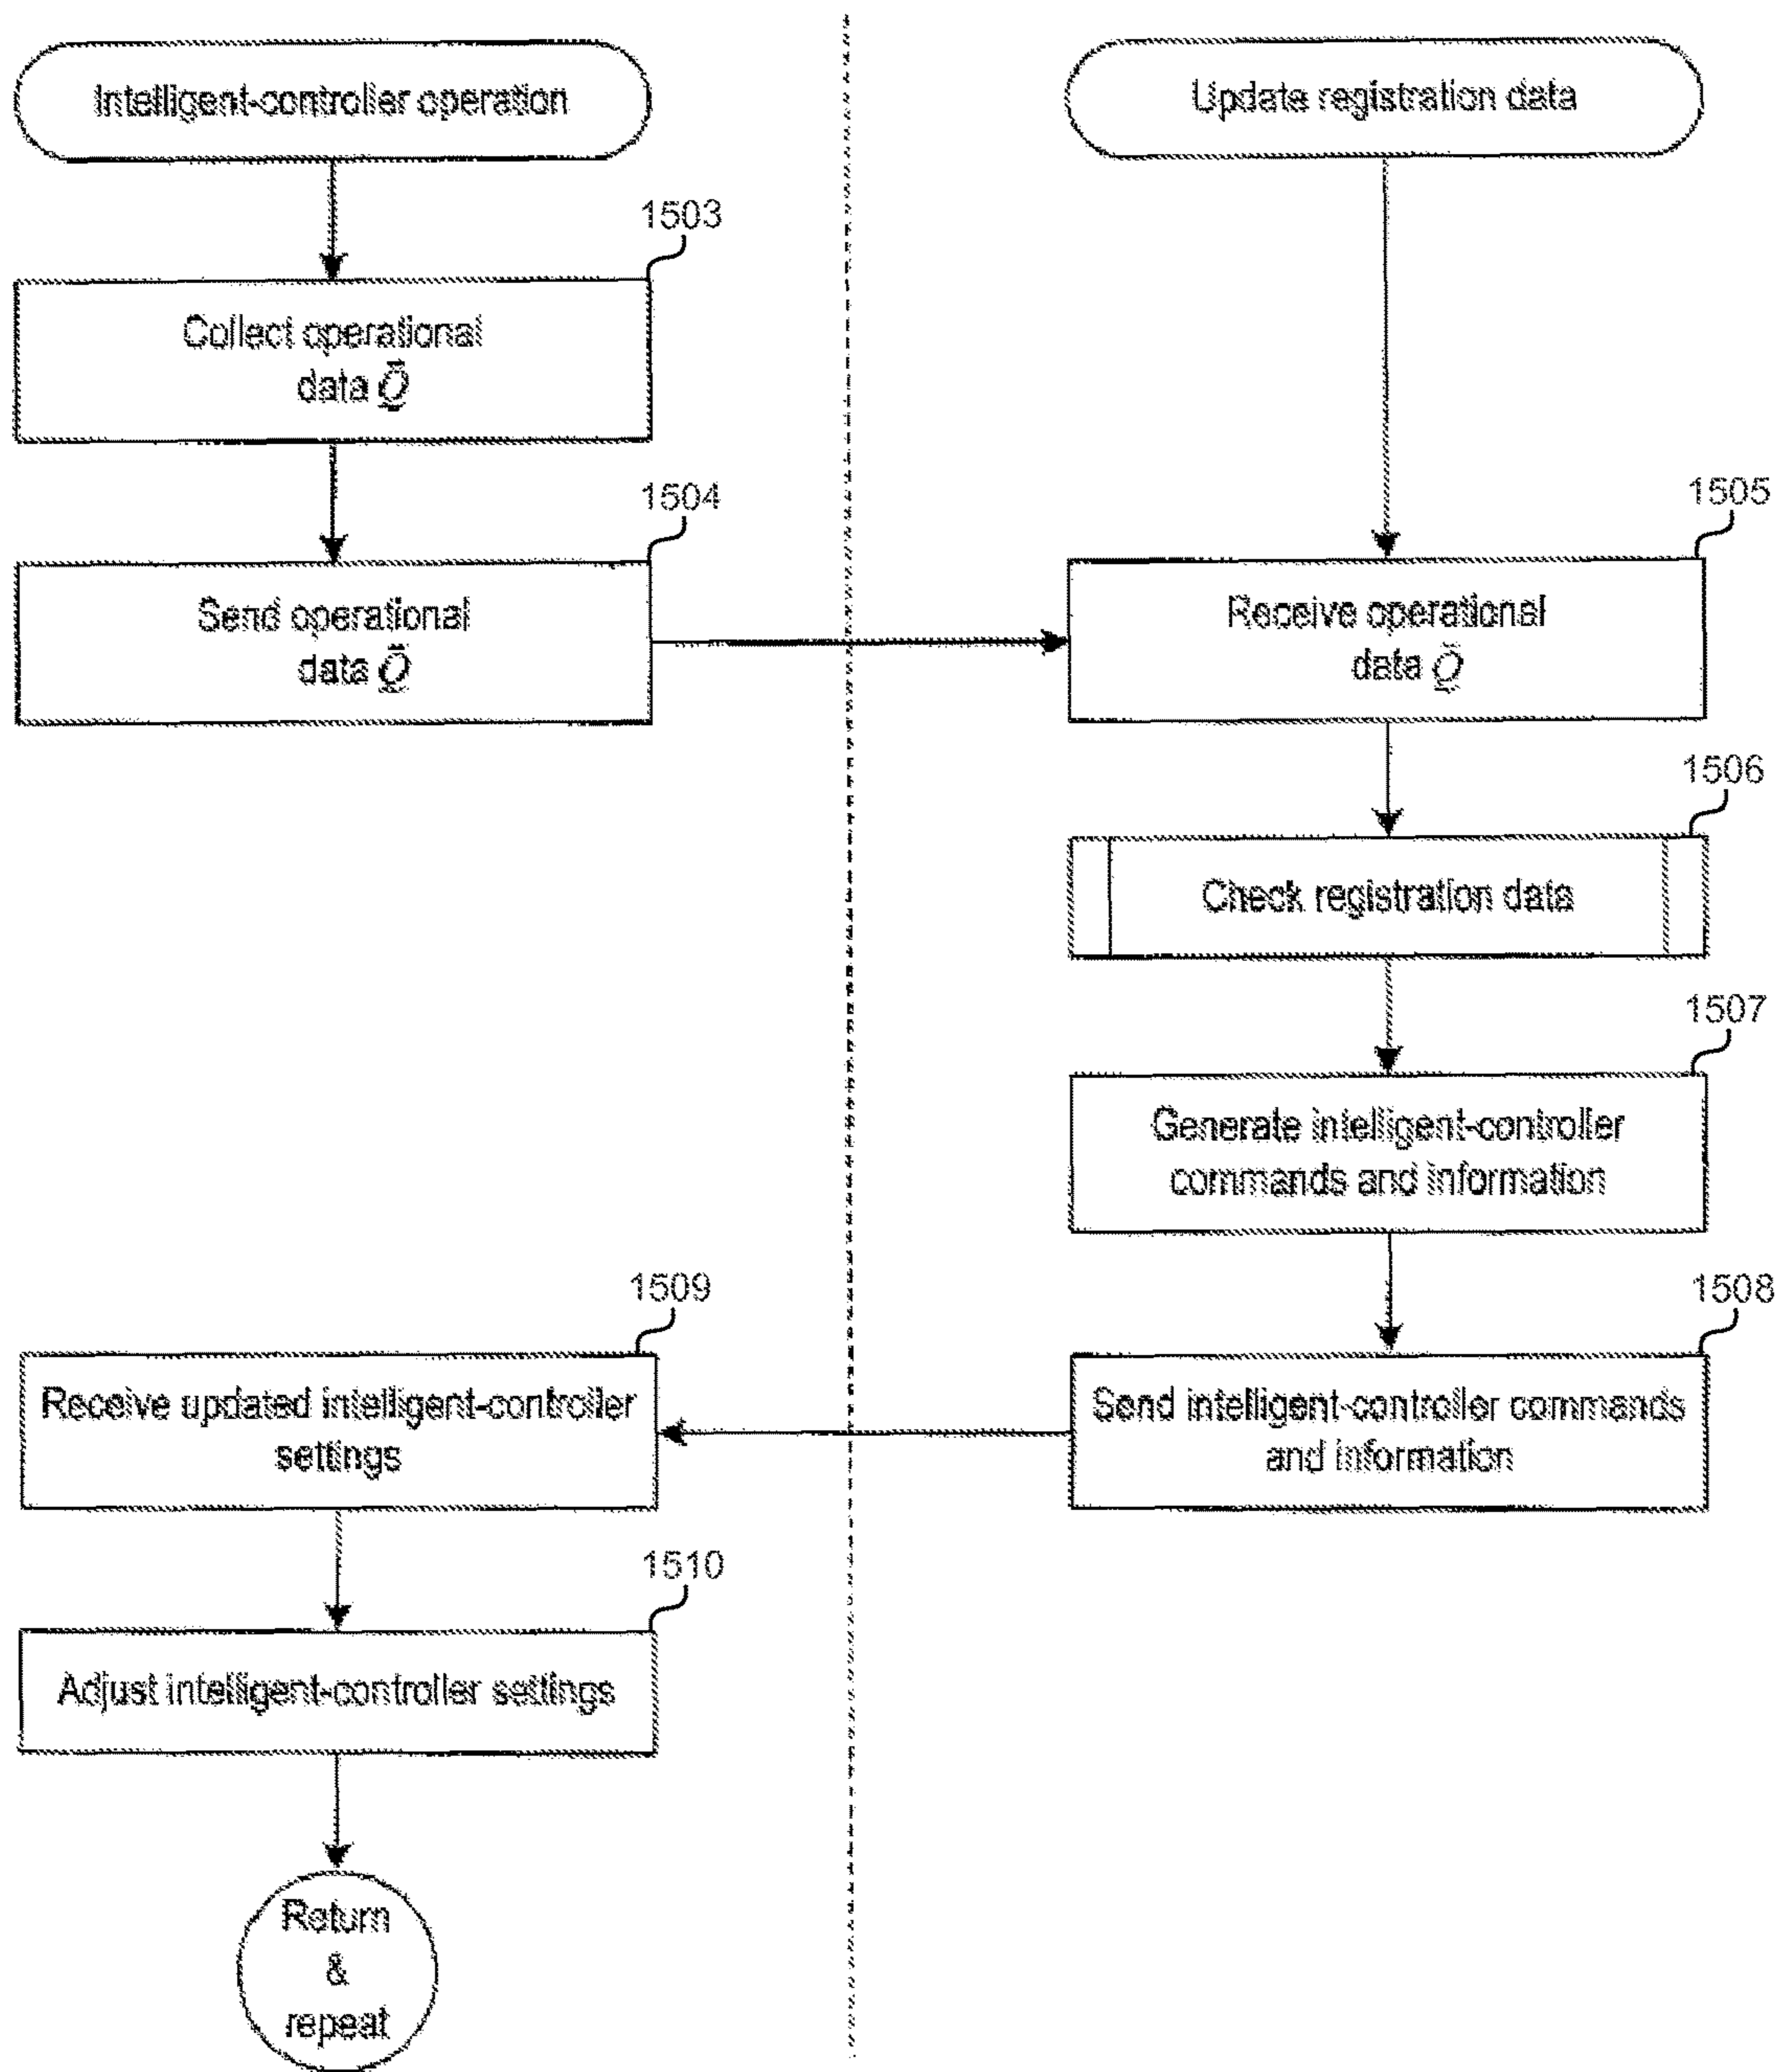 Intelligent-controller operation
Update registration data
1503
Collect operational
data Q̄
1504
Send operational
data Q̄
1505
Receive operational
data Q̄
1506
Check registration data
1507
Generate intelligent-controller
commands and information
1508
Send intelligent-controller commands
and information
1509
Receive updated intelligent-controller
settings
1510
Adjust intelligent-controller settings
Return
&
repeat